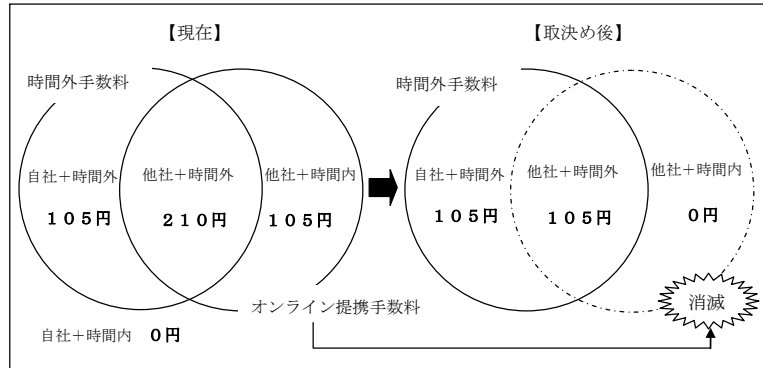 【現在】
時間外手数料
自社+時間外
105円
他社+時間外
210円
他社+時間内
105円
オンライン提携手数料
自社+時間内 0円
【取決め後】
時間外手数料
自社+時間外
105円
他社+時間外
105円
他社+時間内
0円
消滅